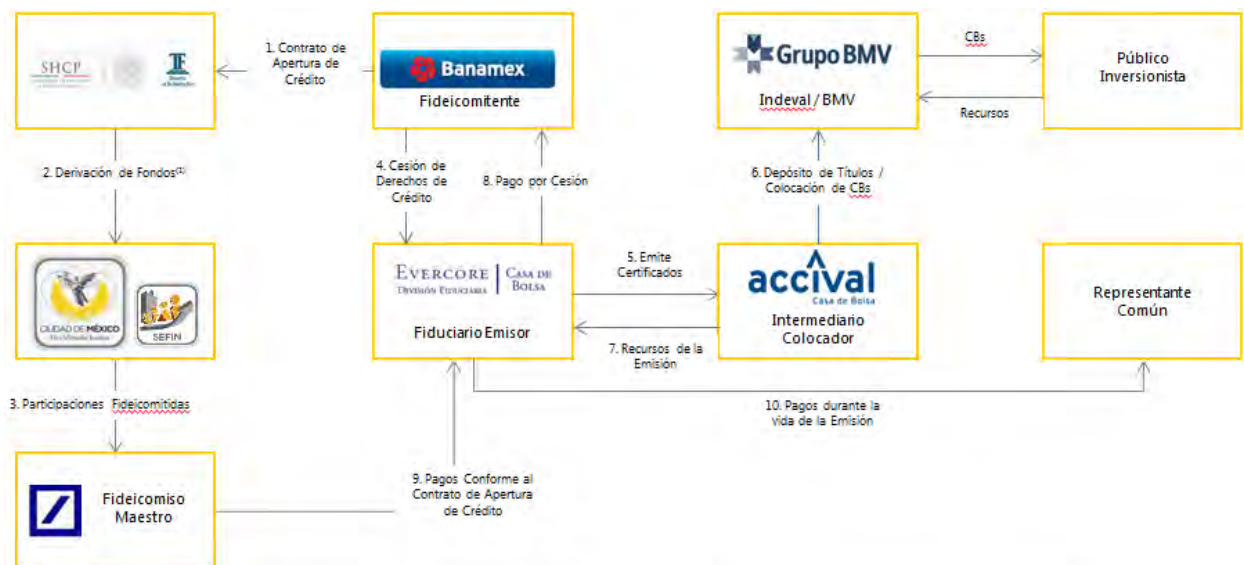 SHCP
TF
1. Contrato de
Apertura de
Crédito
Banamex
Fideicomitente
Grupo BMV
Indeval / BMV
CBs
Recursos
Público
Inversionista
2. Derivación de Fondos⁽¹⁾
4. Cesión de
Derechos de
Crédito
8. Pago por Cesión
6. Depósito de Títulos /
Colocación de CBs
CIUDAD DE MÉXICO
SEFIN
EVERCORE
DIVISIÓN FIDUCIARIA
CASA DE
BOLSA
Fiduciario Emisor
5. Emite
Certificados
7. Recursos de la
Emisión
accival
Casa de Bolsa
Intermediario
Colocador
Representante
Común
3. Participaciones Fideicomitidas
10. Pagos durante la
vida de la Emisión
Fideicomiso
Maestro
9. Pagos Conforme al
Contrato de Apertura
de Crédito